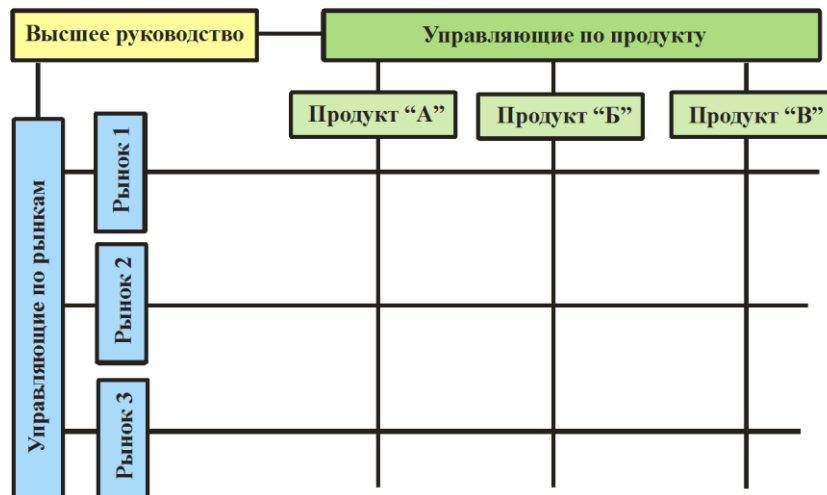 Высшее руководство
Управляющие по продукту
Продукт “А”
Продукт “Б”
Продукт “В”
Управляющие по рынкам
Рынок 1
Рынок 2
Рынок 3